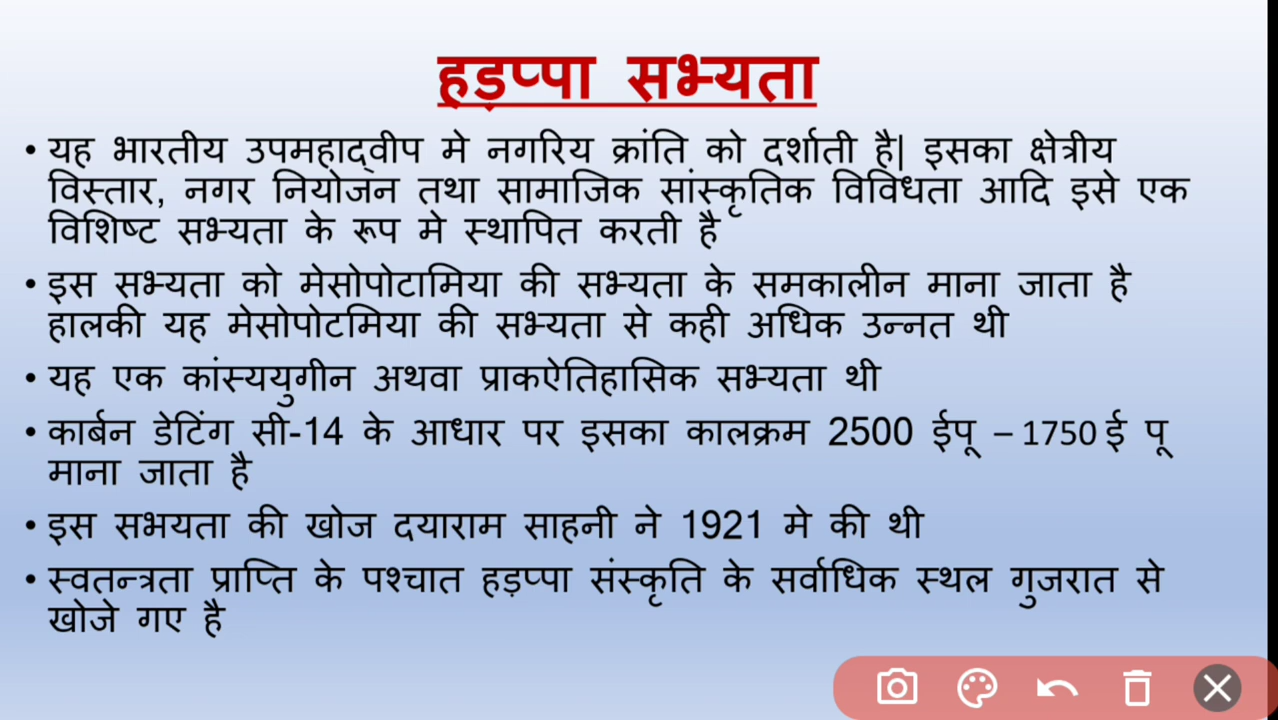 हड़प्पा सभ्यता
• यह भारतीय उपमहाद्वीप मे नगरिय क्रांति को दर्शाती है| इसका क्षेत्रीय
विस्तार, नगर नियोजन तथा सामाजिक सांस्कृतिक विविधता आदि इसे एक
विशिष्ट सभ्यता के रूप मे स्थापित करती है
• इस सभ्यता को मेसोपोटामिया की सभ्यता के समकालीन माना जाता है
हालकी यह मेसोपोटमिया की सभ्यता से कही अधिक उन्नत थी
• यह एक कांस्ययुगीन अथवा प्राकऐतिहासिक सभ्यता थी
• कार्बन डेटिंग सी-14 के आधार पर इसका कालक्रम 2500 ईपू – 1750 ई पू
माना जाता है
• इस सभयता की खोज दयाराम साहनी ने 1921 मे की थी
• स्वतन्त्रता प्राप्ति के पश्चात हड़प्पा संस्कृति के सर्वाधिक स्थल गुजरात से
खोजे गए है